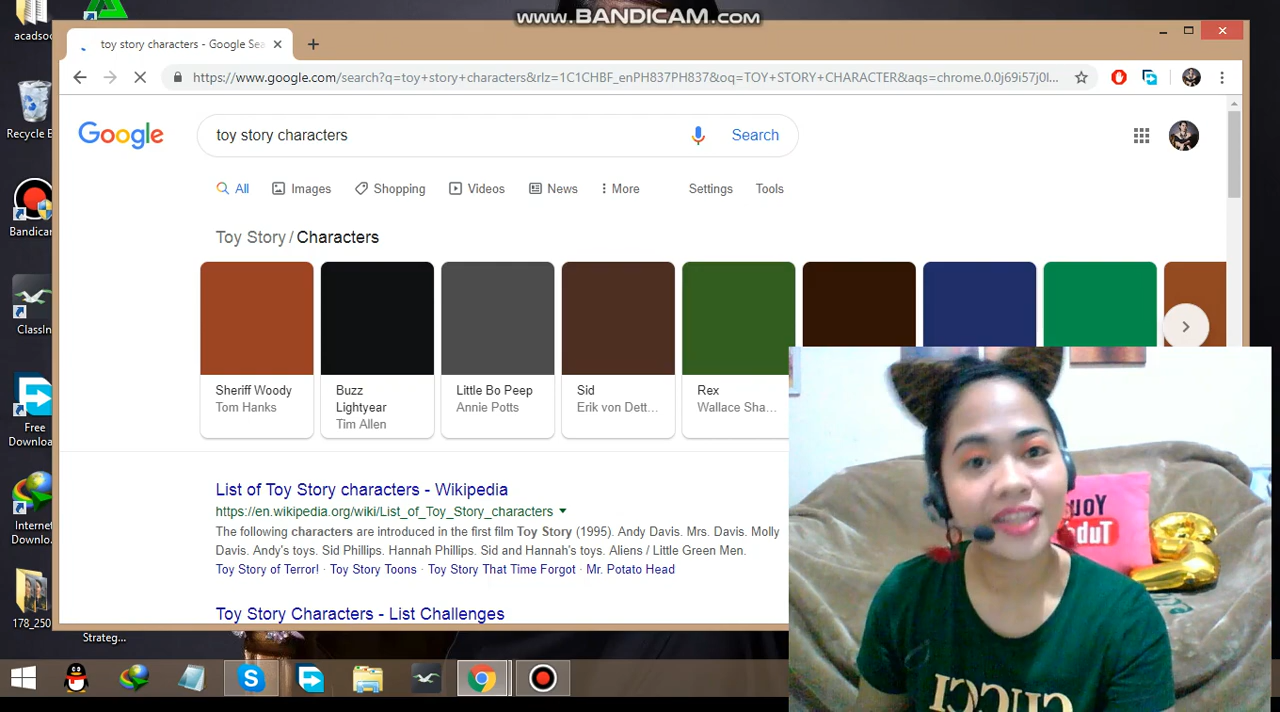 www.BANDICAM.com
acadsoc
toy story characters - Google Sea
https://www.google.com/search?q=toy+story+characters&rlz=1C1CHBF_enPH837PH837&oq=TOY+STORY+CHARACTER&aqs=chrome.0.0j69i57j0l...
Google
toy story characters
Search
All
Images
Shopping
Videos
News
More
Settings
Tools
Toy Story / Characters
Sheriff Woody
Tom Hanks
Buzz
Lightyear
Tim Allen
Little Bo Peep
Annie Potts
Sid
Erik von Dett...
Rex
Wallace Sha...
List of Toy Story characters - Wikipedia
https://en.wikipedia.org/wiki/List_of_Toy_Story_characters
The following characters are introduced in the first film Toy Story (1995). Andy Davis. Mrs. Davis. Molly
Davis. Andy's toys. Sid Phillips. Hannah Phillips. Sid and Hannah's toys. Aliens / Little Green Men.
Toy Story of Terror! · Toy Story Toons · Toy Story That Time Forgot · Mr. Potato Head
Toy Story Characters - List Challenges
Recycle B
Bandicam
ClassIn
Free
Downloa...
Internet
Downlo...
178_250
Strateg...
You
Tube
GUCCI